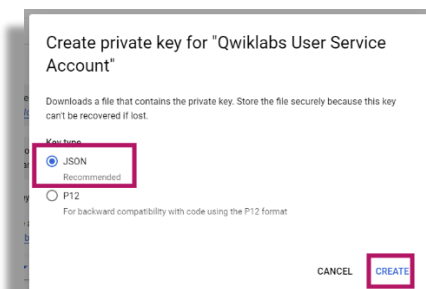 Create private key for "Qwiklabs User Service
Account"
Downloads a file that contains the private key. Store the file securely because this key
can't be recovered if lost.
Key type
JSON
Recommended
P12
For backward compatibility with code using the P12 format
CANCEL
CREATE